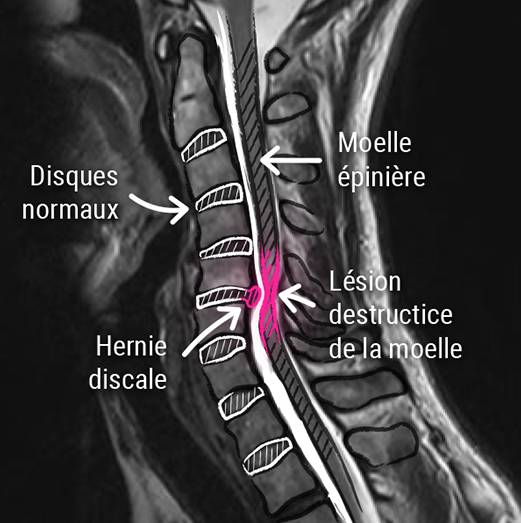 Moelle
épinière
Disques
normaux
Lésion
destructice
de la moelle
Hernie
discale